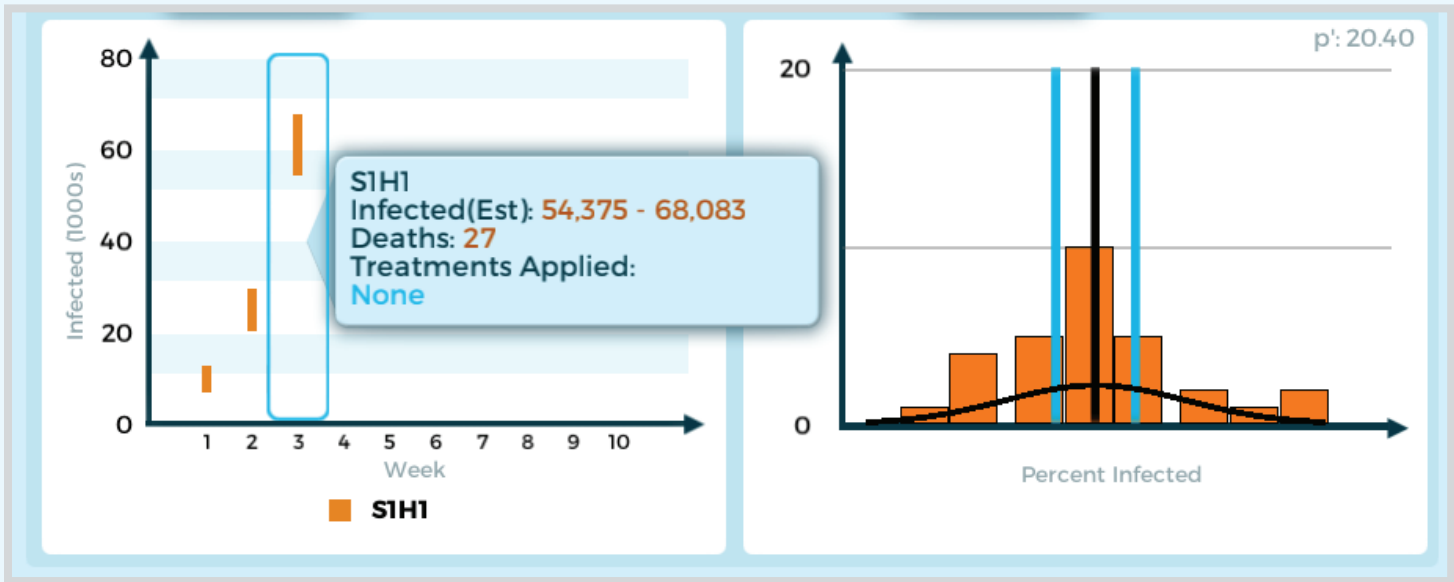 80
60
40
20
0
Infected (1000s)
1 2 3 4 5 6 7 8 9 10
Week
S1H1
S1H1
Infected(Est): 54,375 - 68,083
Deaths: 27
Treatments Applied:
None
p': 20.40
20
0
Percent Infected